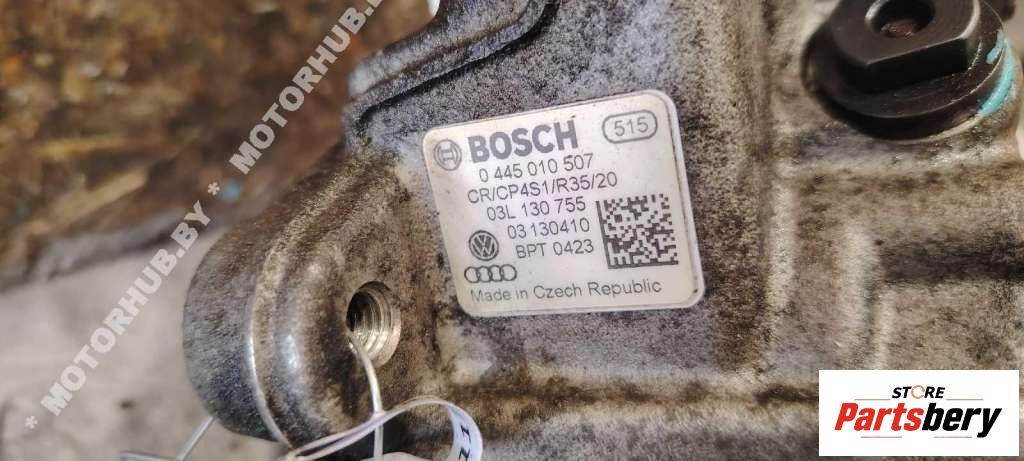 * MOTORHUB.BY * MOTORHUB.BY
BOSCH 515
0 445 010 507
CR/CP4S1/R35/20
03L 130 755
03130410
BPT 0423
Made in Czech Republic
STORE
Partsbery